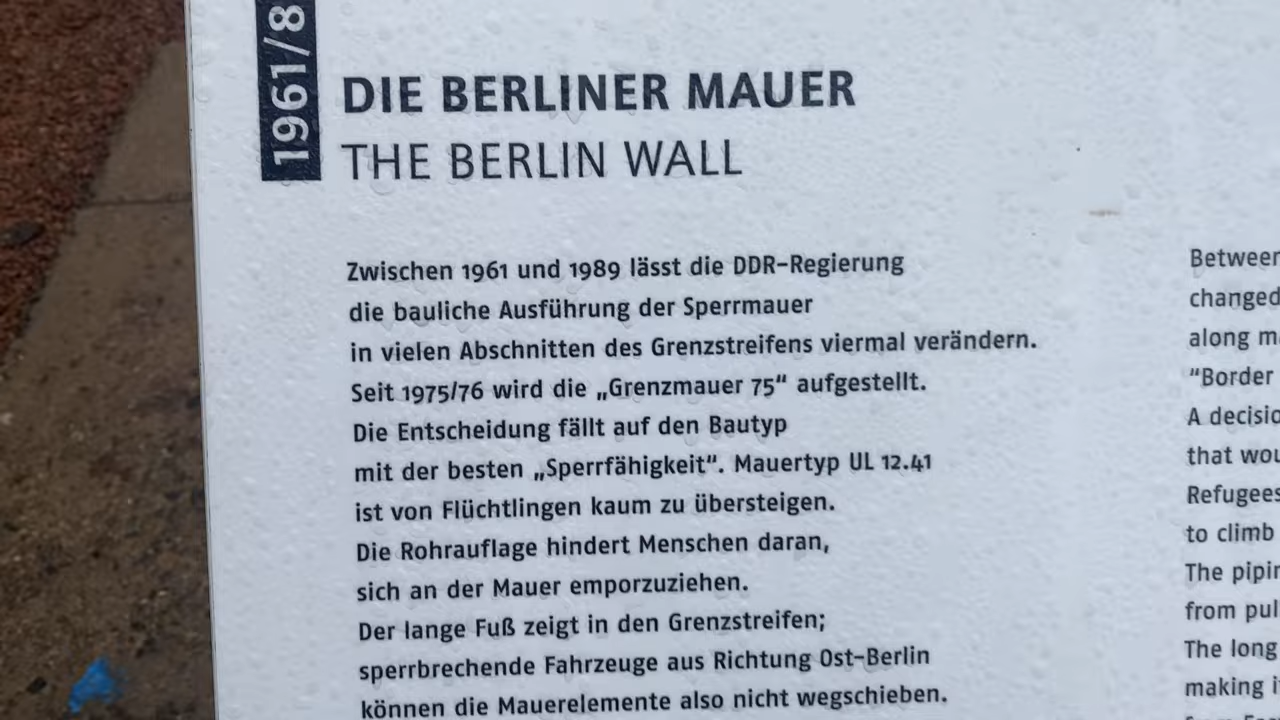 1961/8
DIE BERLINER MAUER
THE BERLIN WALL
Zwischen 1961 und 1989 lässt die DDR-Regierung
die bauliche Ausführung der Sperrmauer
in vielen Abschnitten des Grenzstreifens viermal verändern.
Seit 1975/76 wird die „Grenzmauer 75“ aufgestellt.
Die Entscheidung fällt auf den Bautyp
mit der besten „Sperrfähigkeit“. Mauertyp UL 12.41
ist von Flüchtlingen kaum zu übersteigen.
Die Rohrauflage hindert Menschen daran,
sich an der Mauer emporzuziehen.
Der lange Fuß zeigt in den Grenzstreifen;
sperrbrechende Fahrzeuge aus Richtung Ost-Berlin
können die Mauerelemente also nicht wegschieben.
Between
changed
along
“Border
A
that
Refugees
to climb
The
from
The long
making